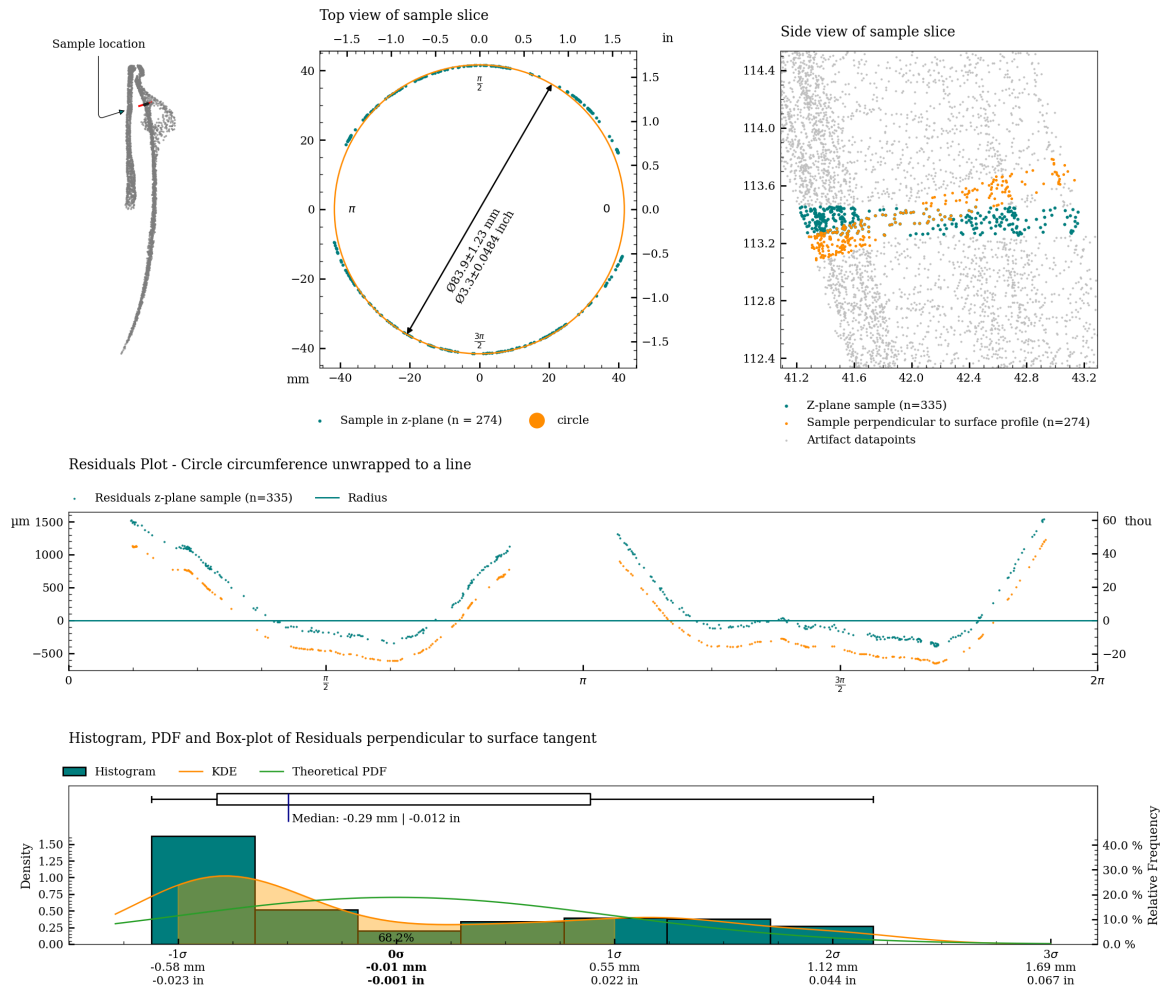 Sample location
Top view of sample slice
−1.5 −1.0 −0.5 0.0 0.5 1.0 1.5 in
40 20 0 −20 −40
1.5 1.0 0.5 0.0 −0.5 −1.0 −1.5
π/2
π
0
3π/2
Ø83.9±1.23 mm
Ø3.3±0.0484 inch
mm −40 −20 0 20 40
Sample in z-plane (n = 274) circle
Side view of sample slice
114.4
114.0
113.6
113.2
112.8
112.4
41.2 41.6 42.0 42.4 42.8 43.2
Z-plane sample (n=335)
Sample perpendicular to surface profile (n=274)
Artifact datapoints
Residuals Plot - Circle circumference unwrapped to a line
Residuals z-plane sample (n=335) Radius
µm 1500 60 thou
1000 40
500 20
0 0
−500 −20
0 π/2 π 3π/2 2π
Histogram, PDF and Box-plot of Residuals perpendicular to surface tangent
Histogram KDE Theoretical PDF
Median: -0.29 mm | -0.012 in
Density
1.50
1.25
1.00
0.75
0.50
0.25
0.00
68.2%
40.0 %
30.0 %
20.0 %
10.0 %
0.0 %
Relative Frequency
-1σ 0σ 1σ 2σ 3σ
-0.58 mm -0.01 mm 0.55 mm 1.12 mm 1.69 mm
-0.023 in -0.001 in 0.022 in 0.044 in 0.067 in